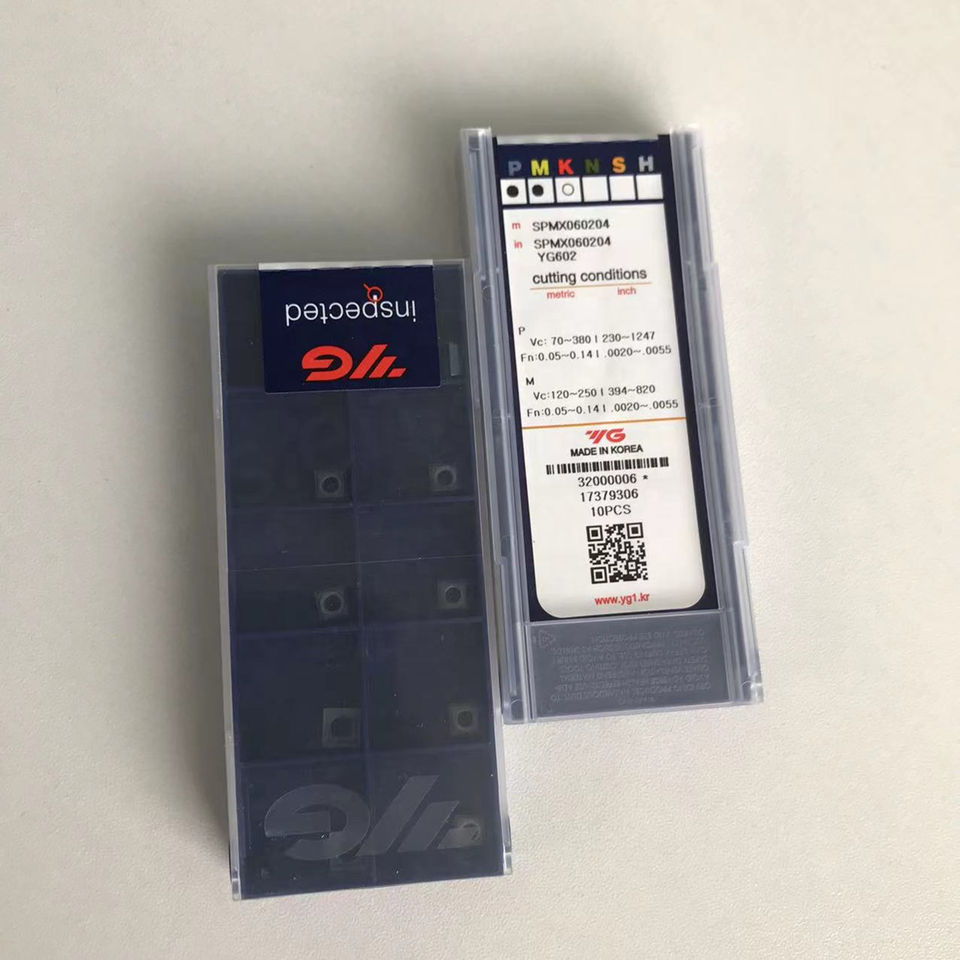 inspected
YG
YG
P M K N S H
m SPMX060204
in SPMX060204
YG602
cutting conditions
metric inch
P
Vc: 70~380 | 230~1247
Fn:0.05~0.14 | .0020~.0055
M
Vc:120~250 | 394~820
Fn:0.05~0.14 | .0020~.0055
YG
MADE IN KOREA
32000006 *
17379306
10PCS
www.yg1.kr